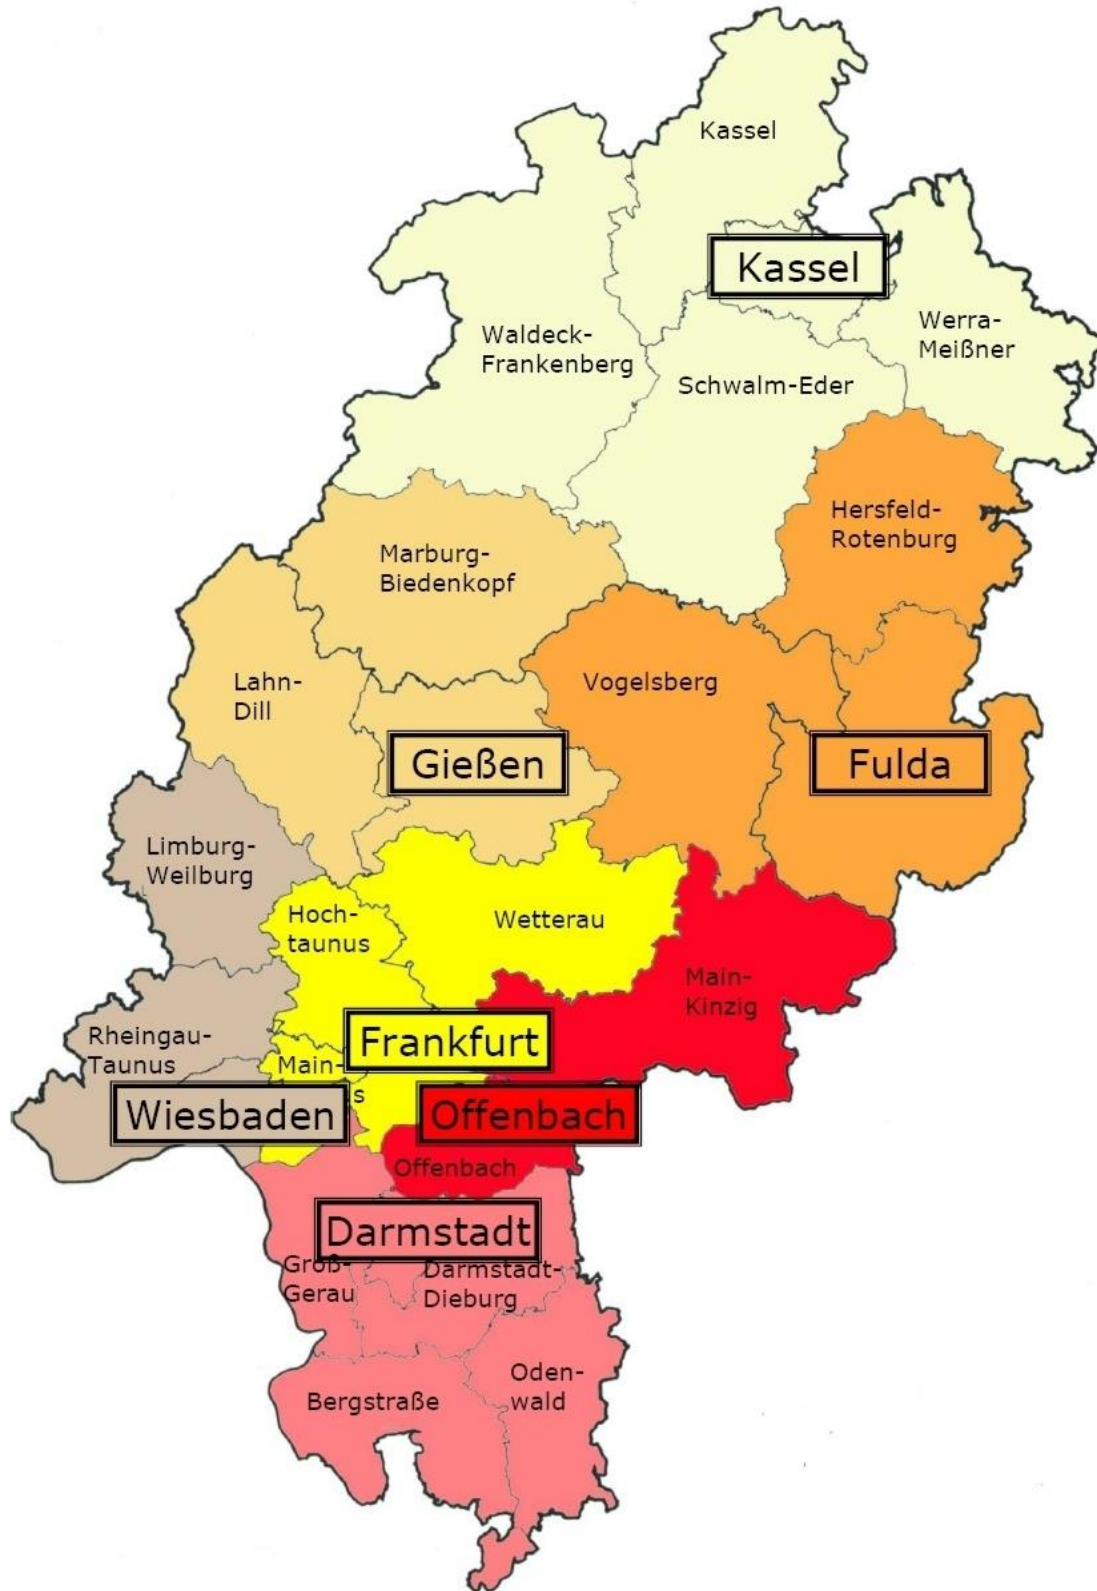 Kassel
Kassel
Waldeck-
Frankenberg
Werra-
Meißner
Schwalm-Eder
Hersfeld-
Rotenburg
Marburg-
Biedenkopf
Lahn-
Dill
Vogelsberg
Gießen
Fulda
Limburg-
Weilburg
Hoch-
taunus
Wetterau
Main-
Kinzig
Rheingau-
Taunus
Frankfurt
Main-
s
Wiesbaden
Offenbach
Offenbach
Darmstadt
Groß-
Gerau
Darmstadt-
Dieburg
Oden-
wald
Bergstraße